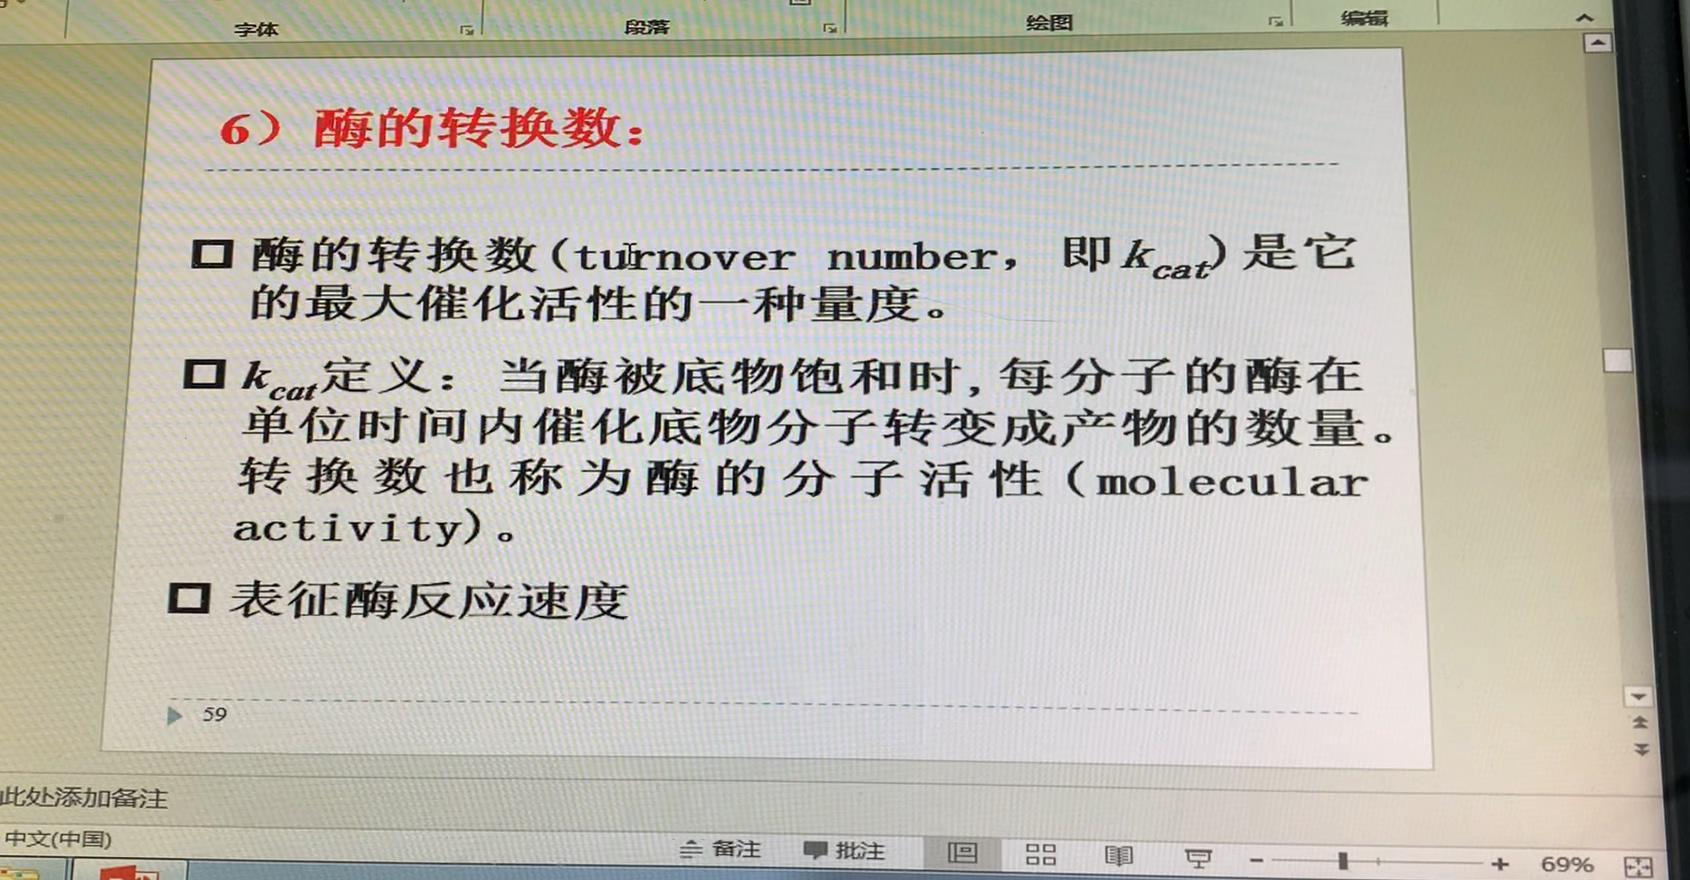 字体 段落 绘图 编辑
6）酶的转换数：
酶的转换数(turnover number, 即kcat)是它
的最大催化活性的一种量度。
kcat定义： 当酶被底物饱和时,每分子的酶在
单位时间内催化底物分子转变成产物的数量。
转换数也称为酶的分子活性(molecular
activity)。
表征酶反应速度
59
此处添加备注
中文(中国) 备注 批注 69%